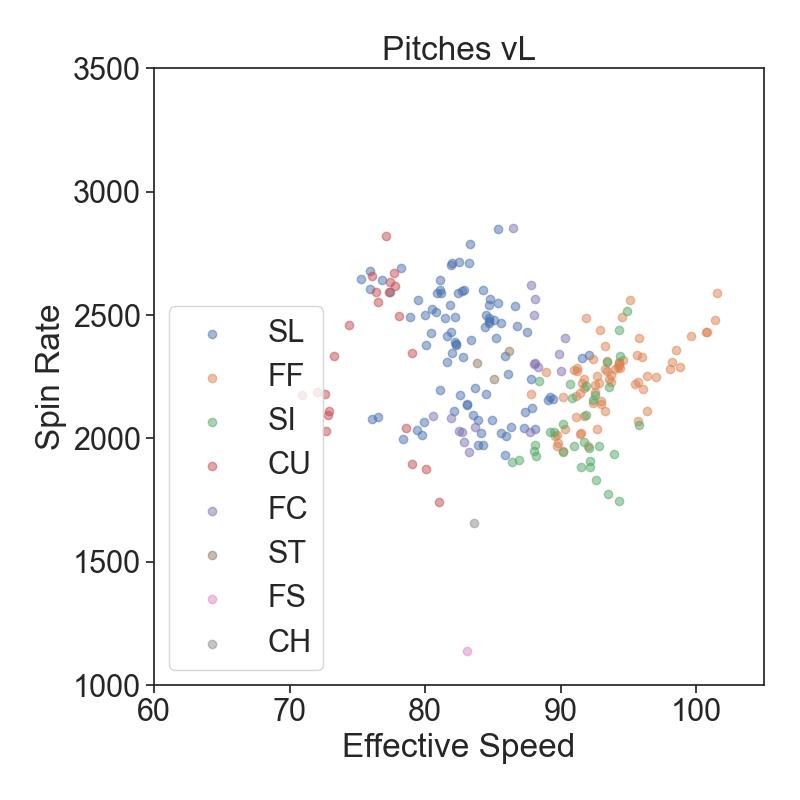 Pitches vL
3500
3000
2500
2000
1500
1000
Spin Rate
SL
FF
SI
CU
FC
ST
FS
CH
60 70 80 90 100
Effective Speed